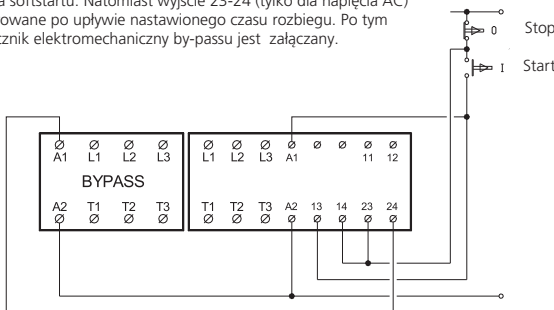 a softstartu. Natomiast wyjście 23-24 (tylko dla napięcia AC)
owane po upływie nastawionego czasu rozbiegu. Po tym
cznik elektromechaniczny by-passu jest załączany.
0 Stop
I Start
A1 L1 L2 L3 L1 L2 L3 A1 11 12
BYPASS
A2 T1 T2 T3 T1 T2 T3 A2 13 14 23 24